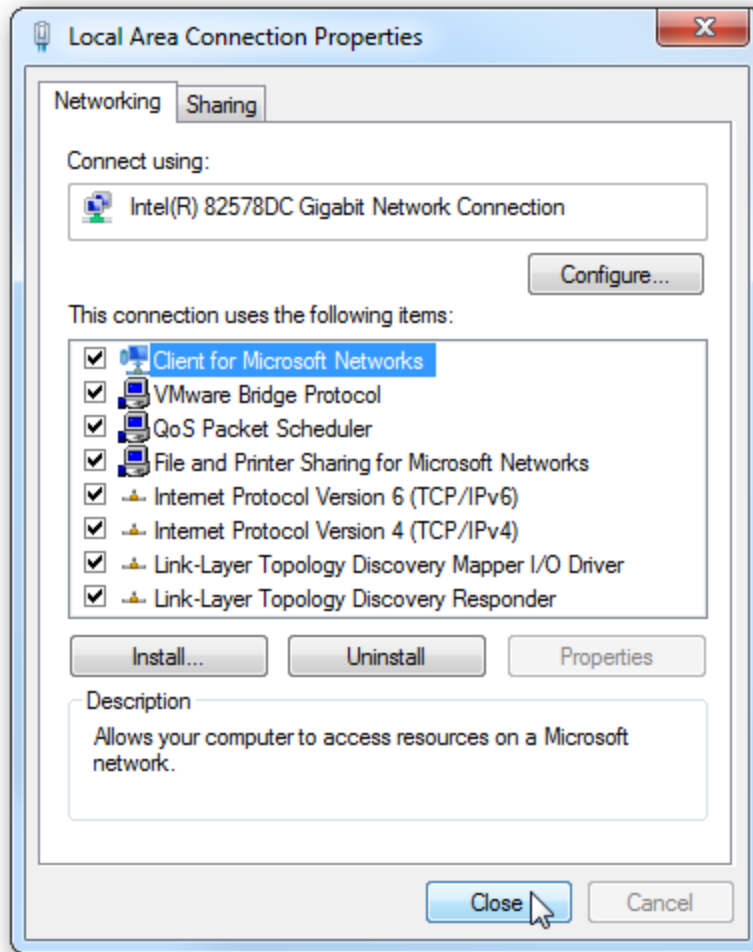 Local Area Connection Properties
Networking
Sharing
Connect using:
Intel(R) 82578DC Gigabit Network Connection
Configure...
This connection uses the following items:
Client for Microsoft Networks
VMware Bridge Protocol
QoS Packet Scheduler
File and Printer Sharing for Microsoft Networks
Internet Protocol Version 6 (TCP/IPv6)
Internet Protocol Version 4 (TCP/IPv4)
Link-Layer Topology Discovery Mapper I/O Driver
Link-Layer Topology Discovery Responder
Install...
Uninstall
Properties
Description
Allows your computer to access resources on a Microsoft
network.
Close
Cancel